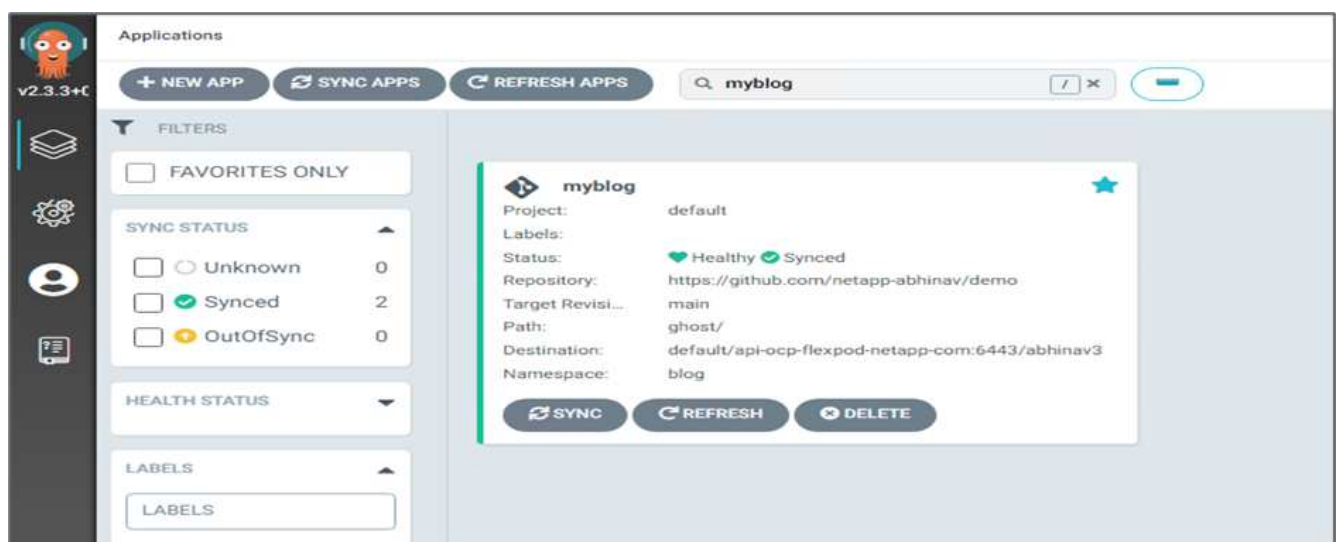 Applications
v2.3.3+0
NEW APP SYNC APPS REFRESH APPS myblog /
FILTERS
FAVORITES ONLY
SYNC STATUS
Unknown 0
Synced 2
OutOfSync 0
HEALTH STATUS
LABELS
LABELS
myblog
Project: default
Labels:
Status: Healthy Synced
Repository: https://github.com/netapp-abhinav/demo
Target Revisi... main
Path: ghost/
Destination: default/api-ocp-flexpod-netapp-com:6443/abhinav3
Namespace: blog
SYNC REFRESH DELETE